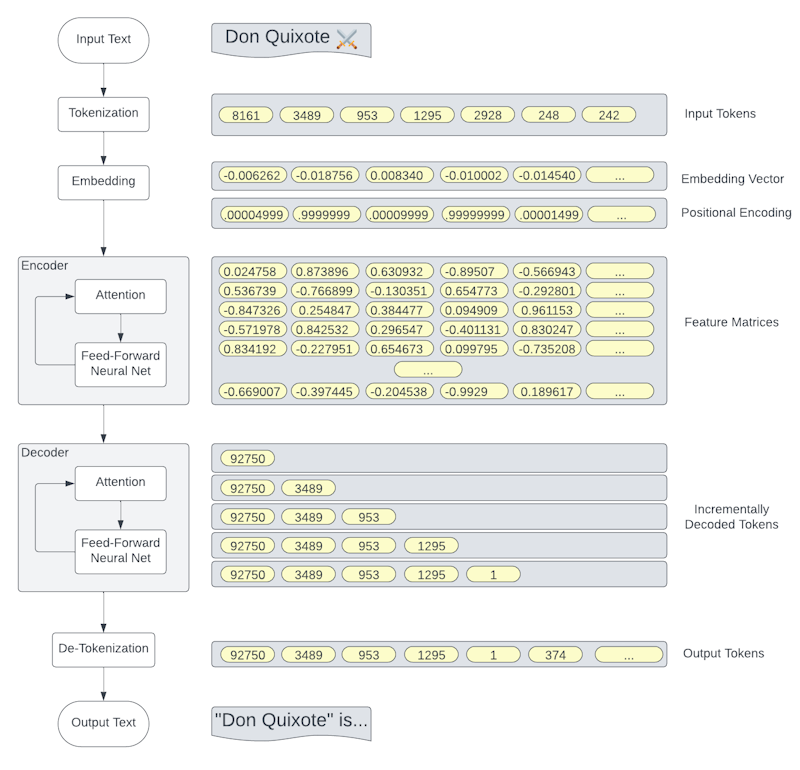 Input Text
Don Quixote ⚔️
Tokenization
8161 3489 953 1295 2928 248 242
Input Tokens
Embedding
-0.006262 -0.018756 0.008340 -0.010002 -0.014540 ...
Embedding Vector
.00004999 .9999999 .00009999 .99999999 .00001499 ...
Positional Encoding
Encoder
Attention
Feed-Forward
Neural Net
0.024758 0.873896 0.630932 -0.89507 -0.566943 ...
0.536739 -0.766899 -0.130351 0.654773 -0.292801 ...
-0.847326 0.254847 0.384477 0.094909 0.961153 ...
-0.571978 0.842532 0.296547 -0.401131 0.830247 ...
0.834192 -0.227951 0.654673 0.099795 -0.735208 ...
...
-0.669007 -0.397445 -0.204538 -0.9929 0.189617 ...
Feature Matrices
Decoder
Attention
Feed-Forward
Neural Net
92750
92750 3489
92750 3489 953
92750 3489 953 1295
92750 3489 953 1295 1
Incrementally
Decoded Tokens
De-Tokenization
92750 3489 953 1295 1 374 ...
Output Tokens
Output Text
"Don Quixote" is...